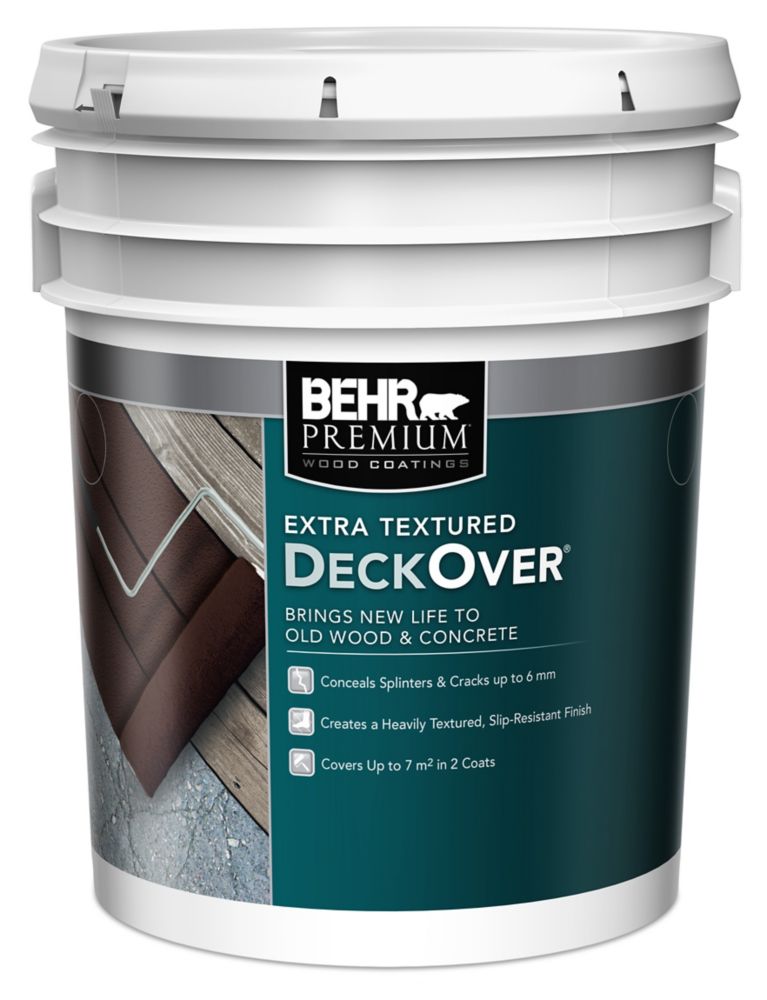 BEHR
PREMIUM®
WOOD COATINGS
EXTRA TEXTURED
DECKOVER®
BRINGS NEW LIFE TO
OLD WOOD & CONCRETE
Conceals Splinters & Cracks up to 6 mm
Creates a Heavily Textured, Slip-Resistant Finish
Covers Up to 7 m² in 2 Coats